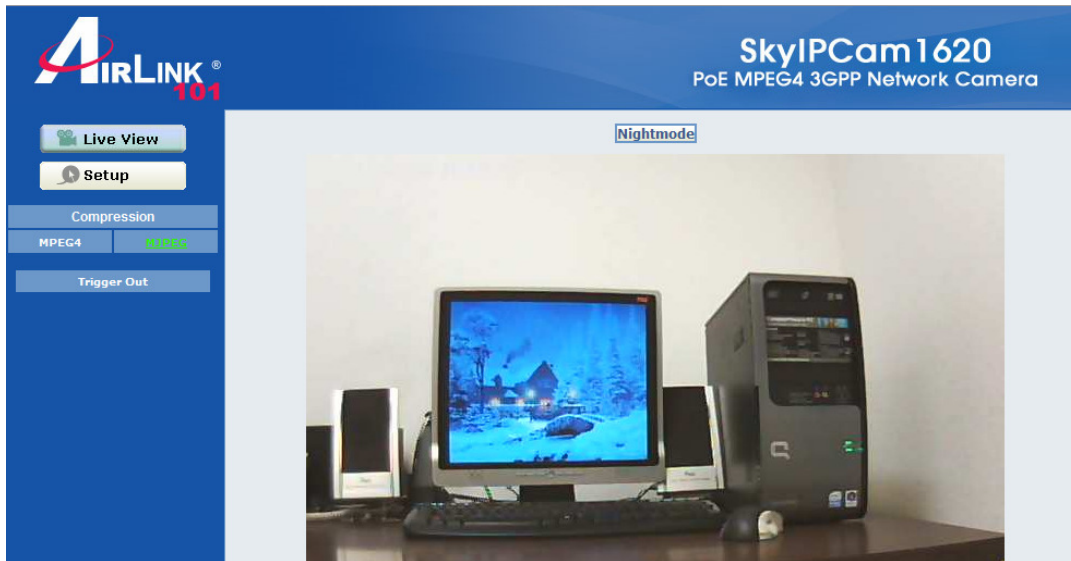 AIRLINK ®
101
SkyIPCam1620
PoE MPEG4 3GPP Network Camera
Live View
Setup
Nightmode
Compression
MPEG4 MJPEG
Trigger Out